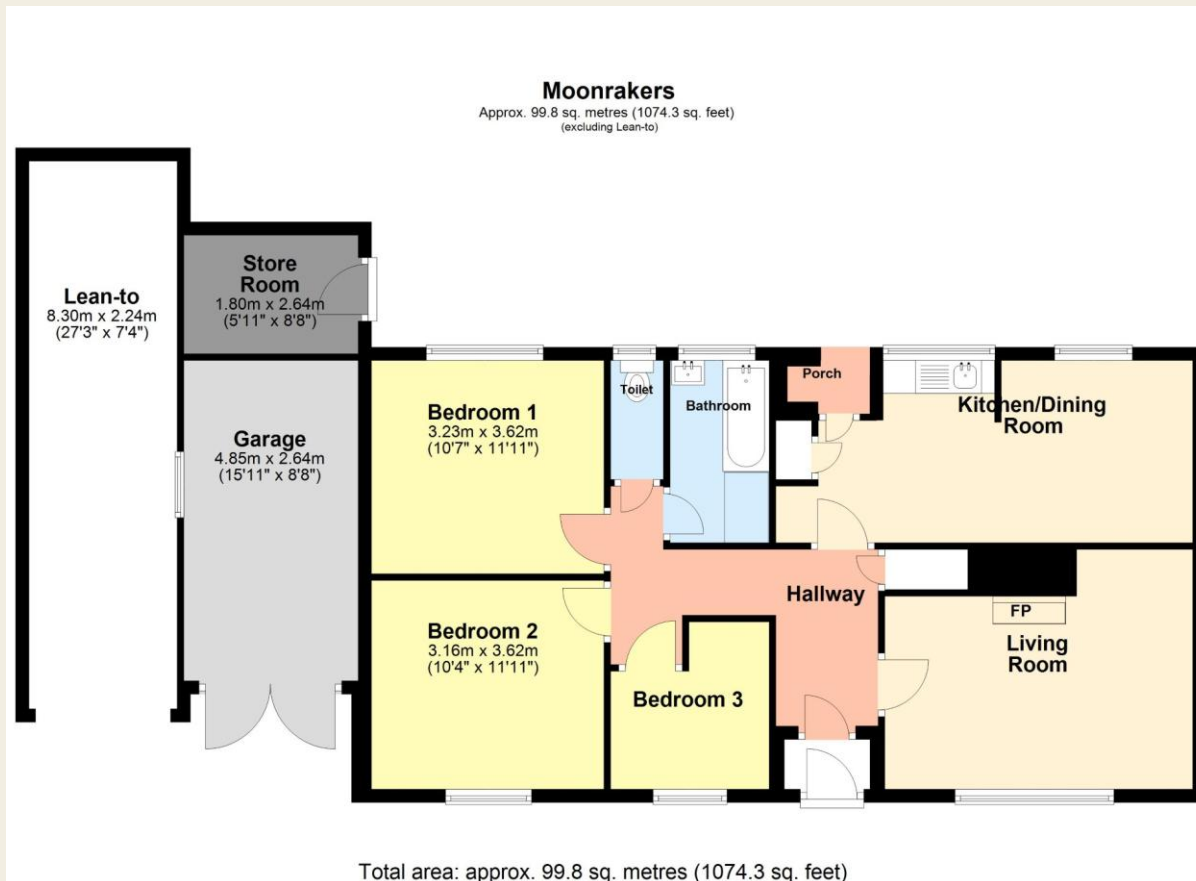 Moonrakers
Approx. 99.8 sq. metres (1074.3 sq. feet)
(excluding Lean-to)
Store
Room
1.80m x 2.64m
(5'11" x 8'8")
Lean-to
8.30m x 2.24m
(27'3" x 7'4")
Garage
4.85m x 2.64m
(15'11" x 8'8")
Bedroom 1
3.23m x 3.62m
(10'7" x 11'11")
Toilet
Bathroom
Porch
Kitchen/Dining
Room
Bedroom 2
3.16m x 3.62m
(10'4" x 11'11")
Hallway
Bedroom 3
FP
Living
Room
Total area: approx. 99.8 sq. metres (1074.3 sq. feet)